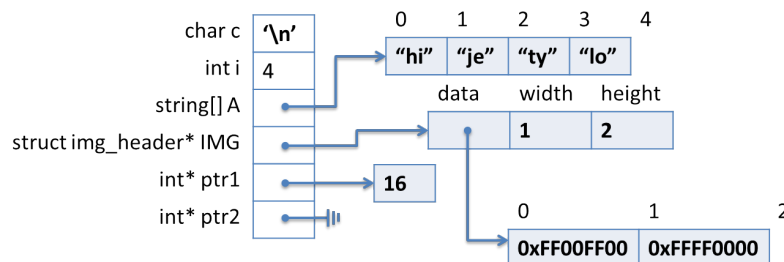 0 1 2 3 4
char c ‘\n’
“hi” “je” “ty” “lo”
int i 4
data width height
string[] A
struct img_header* IMG
1 2
int* ptr1 16
int* ptr2
0 1 2
0xFF00FF00 0xFFFF0000